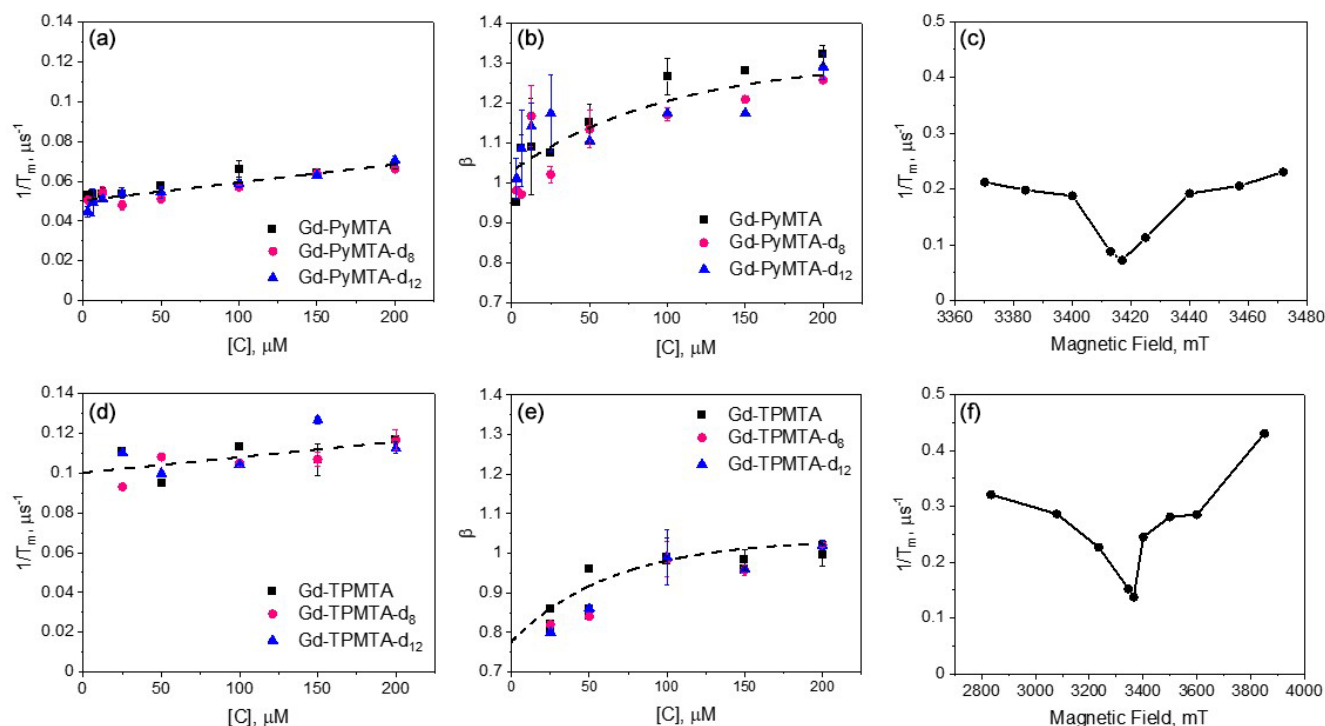 (a)
1/Tm, μs-1
0.14
0.12
0.1
0.08
0.06
0.04
0.02
0
Gd-PyMTA
Gd-PyMTA-d8
Gd-PyMTA-d12
0 50 100 150 200
[C], μM
(b)
β
1.4
1.3
1.2
1.1
1
0.9
0.8
0.7
Gd-PyMTA
Gd-PyMTA-d8
Gd-PyMTA-d12
0 50 100 150 200
[C], μM
(c)
1/Tm, μs-1
0.5
0.4
0.3
0.2
0.1
0
3360 3380 3400 3420 3440 3460 3480
Magnetic Field, mT
(d)
1/Tm, μs-1
0.14
0.12
0.1
0.08
0.06
0.04
0.02
0
Gd-TPMTA
Gd-TPMTA-d8
Gd-TPMTA-d12
0 50 100 150 200
[C], μM
(e)
β
1.4
1.3
1.2
1.1
1
0.9
0.8
0.7
Gd-TPMTA
Gd-TPMTA-d8
Gd-TPMTA-d12
0 50 100 150 200
[C], μM
(f)
1/Tm, μs-1
0.5
0.4
0.3
0.2
0.1
0
2800 3000 3200 3400 3600 3800 4000
Magnetic Field, mT